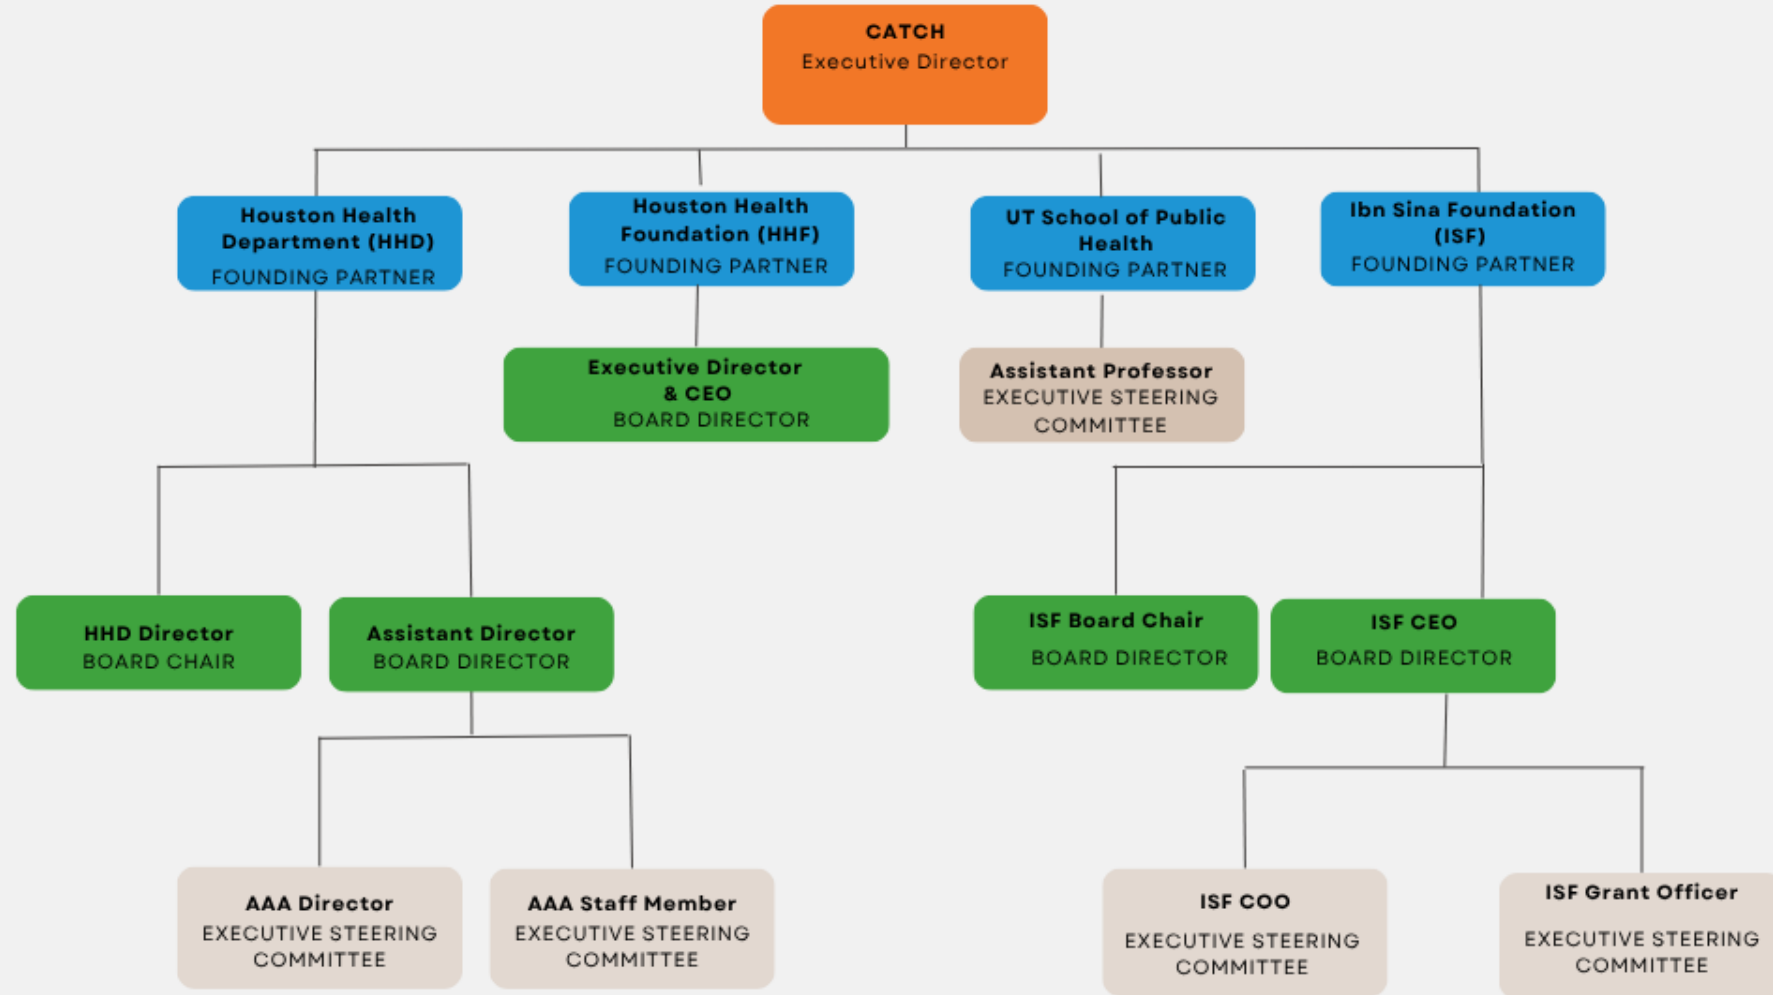 CATCH
Executive Director
Houston Health
Department (HHD)
FOUNDING PARTNER
Houston Health
Foundation (HHF)
FOUNDING PARTNER
UT School of Public
Health
FOUNDING PARTNER
Ibn Sina Foundation
(ISF)
FOUNDING PARTNER
Executive Director
& CEO
BOARD DIRECTOR
Assistant Professor
EXECUTIVE STEERING
COMMITTEE
HHD Director
BOARD CHAIR
Assistant Director
BOARD DIRECTOR
ISF Board Chair
BOARD DIRECTOR
ISF CEO
BOARD DIRECTOR
AAA Director
EXECUTIVE STEERING
COMMITTEE
AAA Staff Member
EXECUTIVE STEERING
COMMITTEE
ISF COO
EXECUTIVE STEERING
COMMITTEE
ISF Grant Officer
EXECUTIVE STEERING
COMMITTEE